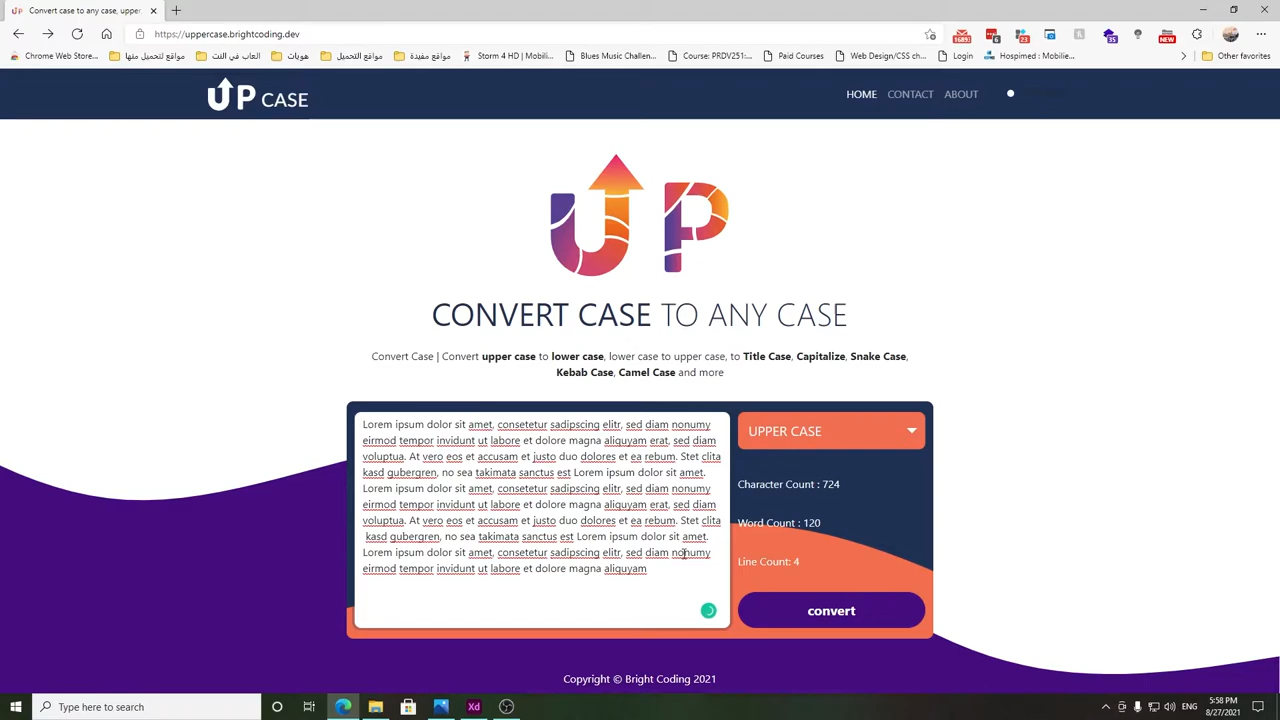 Convert case to any case, upper
https://uppercase.brightcoding.dev
16893
23
6
35
NEW
Chrome Web Store...
مواقع لتحميل منها
العاب في النت
هويات
مواقع التحميل
مواقع مفيدة
Storm 4 HD | Mobili...
Blues Music Challen...
Course: PRDV251:...
Paid Courses
Web Design/CSS ch...
Login
Hospimed : Mobilie...
Other favorites
UP CASE
HOME
CONTACT
ABOUT
UP
CONVERT CASE TO ANY CASE
Convert Case | Convert upper case to lower case, lower case to upper case, to Title Case, Capitalize, Snake Case,
Kebab Case, Camel Case and more
Lorem ipsum dolor sit amet, consetetur sadipscing elitr, sed diam nonumy
eirmod tempor invidunt ut labore et dolore magna aliquyam erat, sed diam
voluptua. At vero eos et accusam et justo duo dolores et ea rebum. Stet clita
kasd gubergren, no sea takimata sanctus est Lorem ipsum dolor sit amet.
Lorem ipsum dolor sit amet, consetetur sadipscing elitr, sed diam nonumy
eirmod tempor invidunt ut labore et dolore magna aliquyam erat, sed diam
voluptua. At vero eos et accusam et justo duo dolores et ea rebum. Stet clita
kasd gubergren, no sea takimata sanctus est Lorem ipsum dolor sit amet.
Lorem ipsum dolor sit amet, consetetur sadipscing elitr, sed diam nonumy
eirmod tempor invidunt ut labore et dolore magna aliquyam
UPPER CASE
Character Count : 724
Word Count : 120
Line Count: 4
convert
Copyright © Bright Coding 2021
Type here to search
Xd
ENG
5:58 PM
8/27/2021